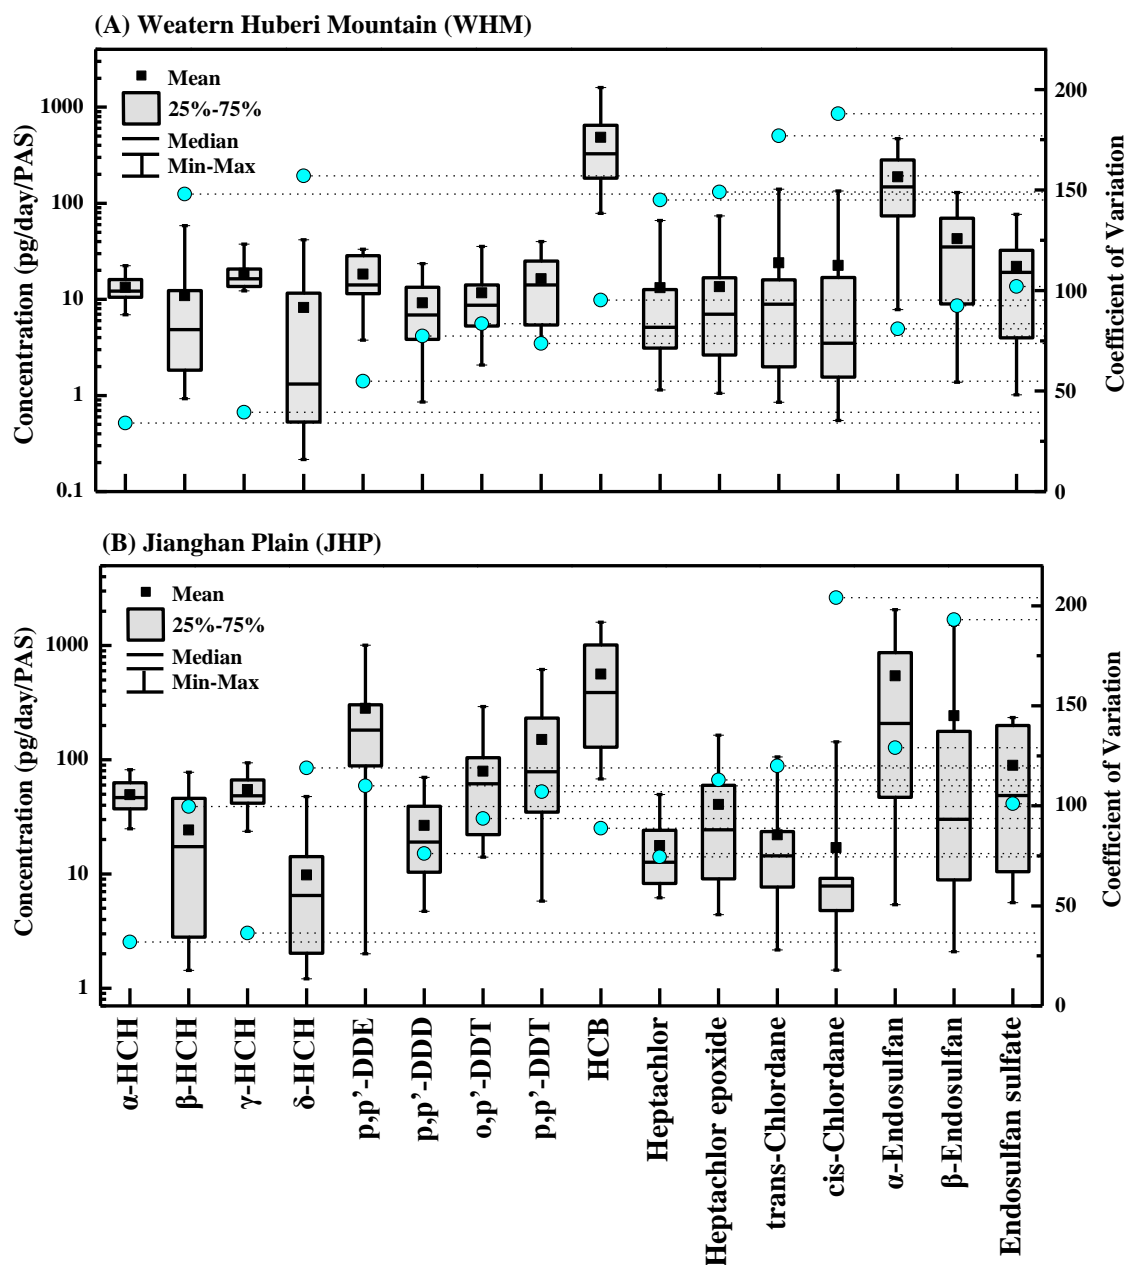 (A) Weatern Huberi Mountain (WHM)
Mean
25%-75%
Median
Min-Max
Concentration (pg/day/PAS)
1000
100
10
1
0.1
Coefficient of Variation
200
150
100
50
0
(B) Jianghan Plain (JHP)
Mean
25%-75%
Median
Min-Max
Concentration (pg/day/PAS)
1000
100
10
1
Coefficient of Variation
200
150
100
50
0
α-HCH
β-HCH
γ-HCH
δ-HCH
p,p’-DDE
p,p’-DDD
o,p’-DDT
p,p’-DDT
HCB
Heptachlor
Heptachlor epoxide
trans-Chlordane
cis-Chlordane
α-Endosulfan
β-Endosulfan
Endosulfan sulfate